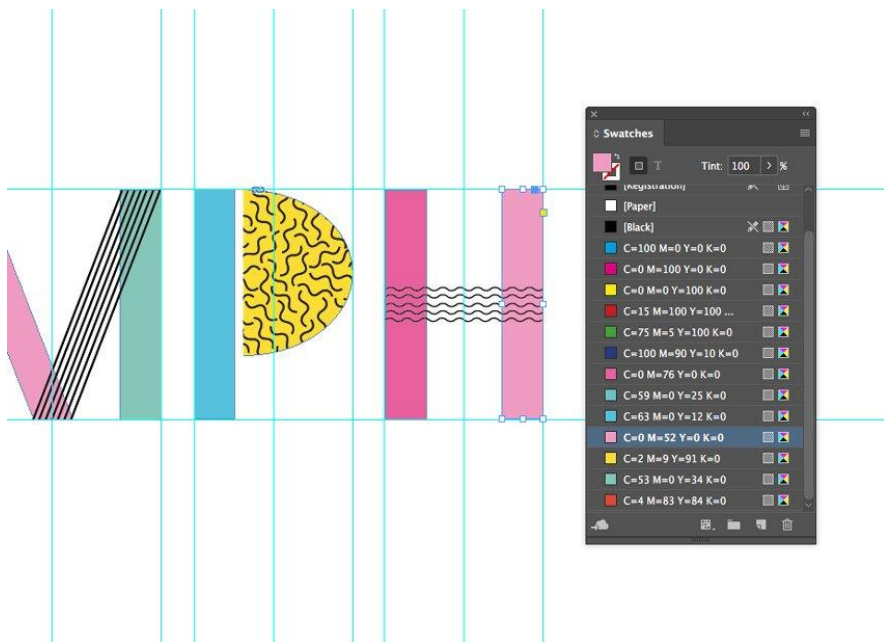 MPH
Swatches
T Tint: 100 %
[Registration]
[Paper]
[Black]
C=100 M=0 Y=0 K=0
C=0 M=100 Y=0 K=0
C=0 M=0 Y=100 K=0
C=15 M=100 Y=100 ...
C=75 M=5 Y=100 K=0
C=100 M=90 Y=10 K=0
C=0 M=76 Y=0 K=0
C=59 M=0 Y=25 K=0
C=63 M=0 Y=12 K=0
C=0 M=52 Y=0 K=0
C=2 M=9 Y=91 K=0
C=53 M=0 Y=34 K=0
C=4 M=83 Y=84 K=0